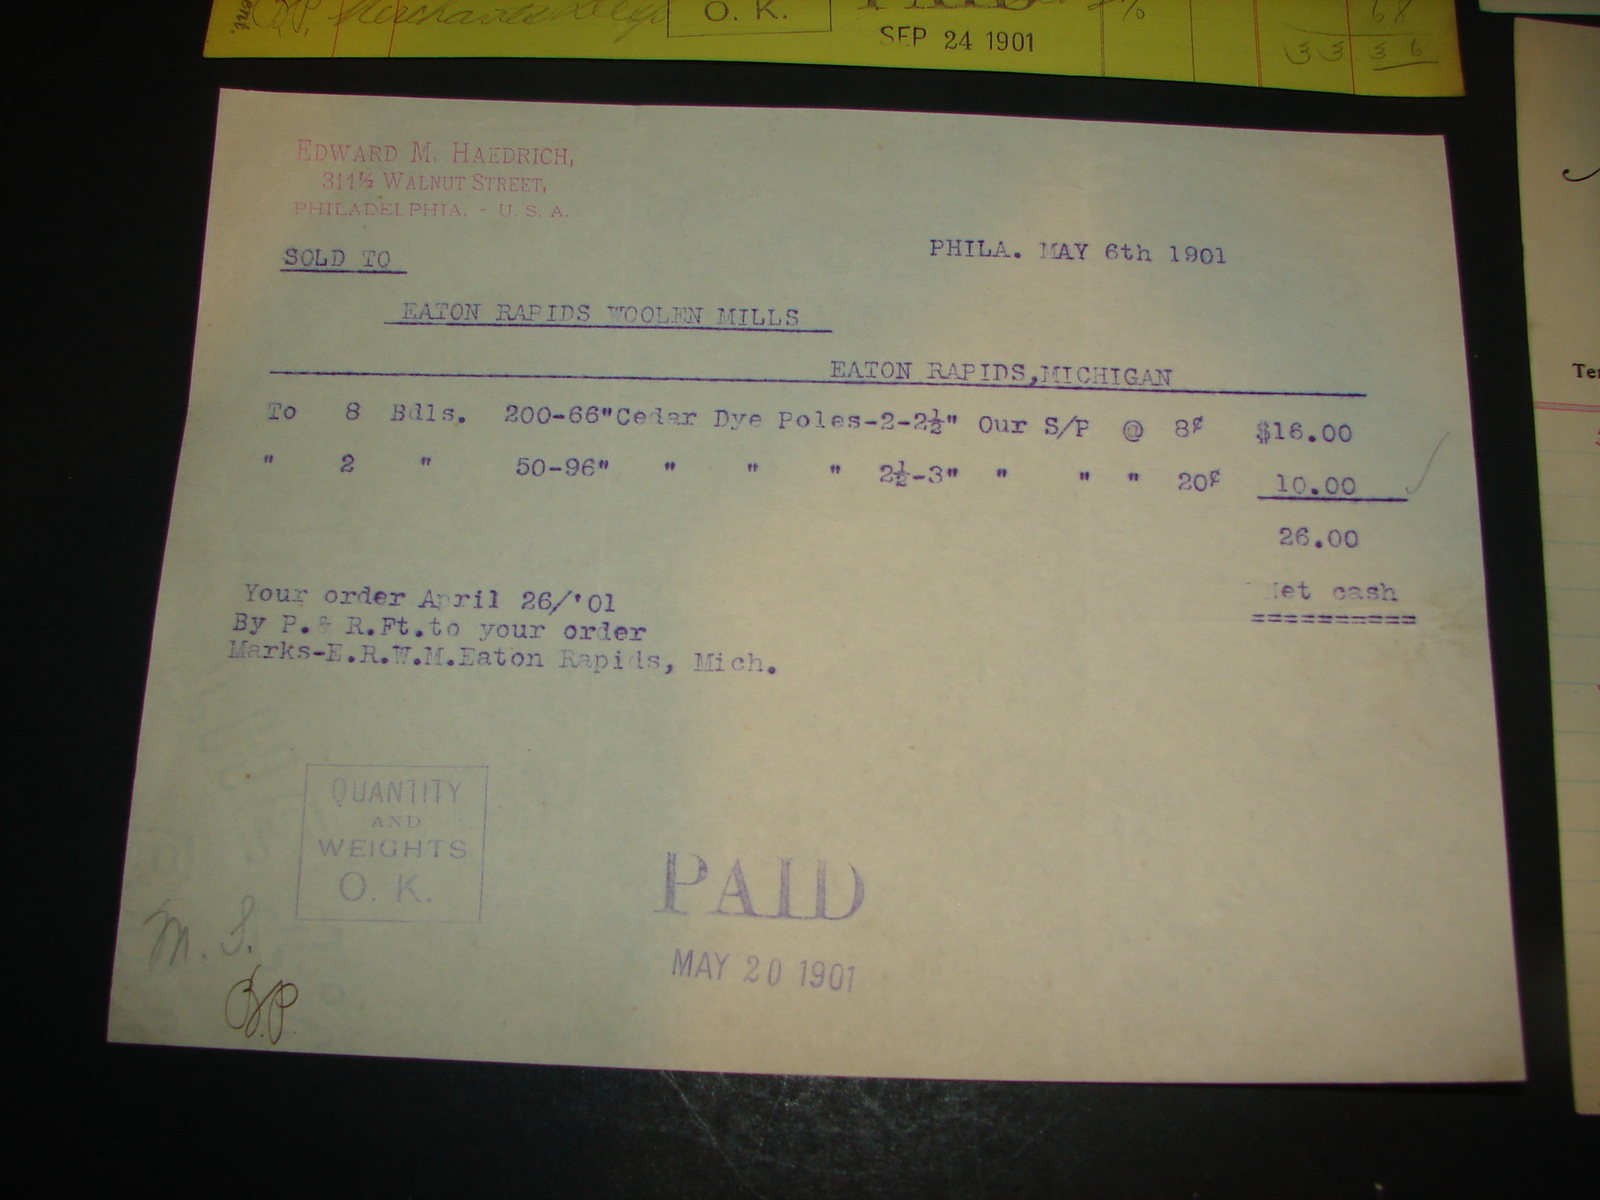 O. K.
PAID
SEP 24 1901
68
EDWARD M. HAEDRICH,
311½ WALNUT STREET,
PHILADELPHIA. - U. S. A.
PHILA. MAY 6th 1901
SOLD TO
EATON RAPIDS WOOLEN MILLS
EATON RAPIDS,MICHIGAN
To 8 Bdls. 200-66"Cedar Dye Poles-2-2½" Our S/P @ 8¢ $16.00
" 2 " 50-96" " " " 2½-3" " " " 20¢ 10.00
26.00
Net cash
==========
Your order April 26/'01
By P.& R.Ft.to your order
Marks-E.R.W.M.Eaton Rapids, Mich.
QUANTITY
AND
WEIGHTS
O. K.
PAID
MAY 20 1901
M. S.